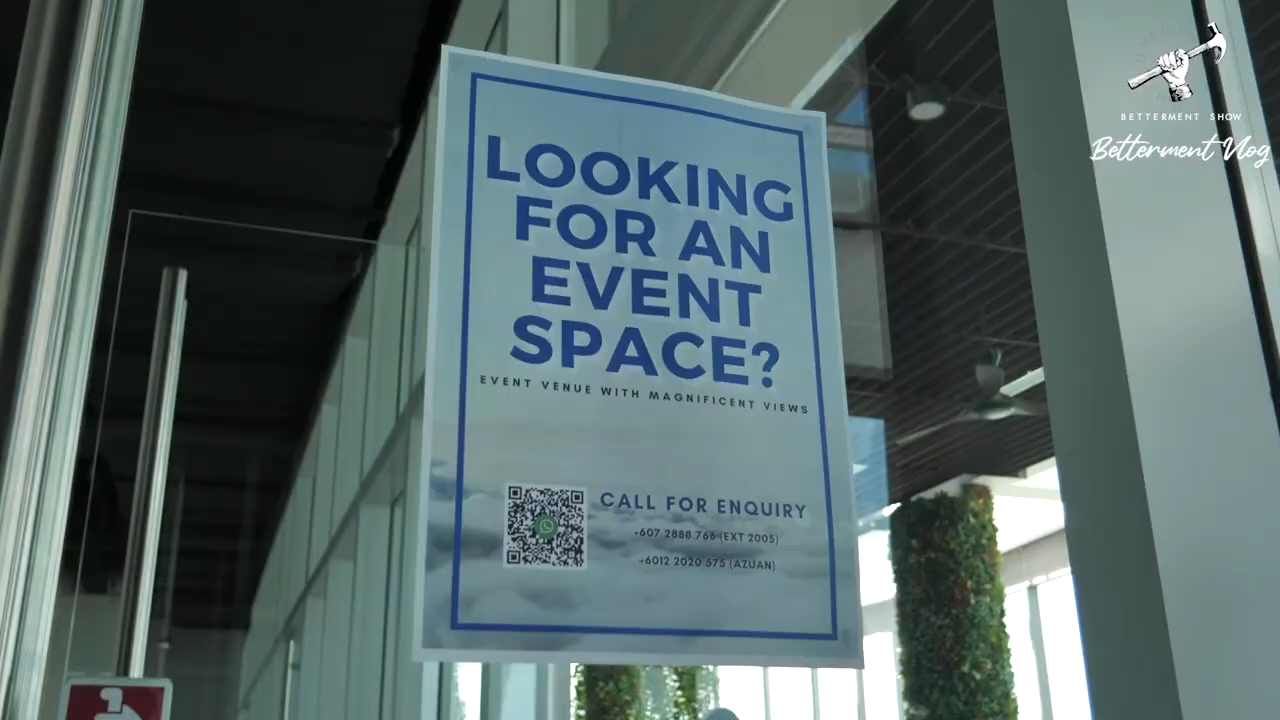 BETTERMENT SHOW
Betterment Vlog
LOOKING
FOR AN
EVENT
SPACE?
EVENT VENUE WITH MAGNIFICENT VIEWS
CALL FOR ENQUIRY
+607 2888 766 (EXT 2005)
+6012 2020 575 (AZUAN)